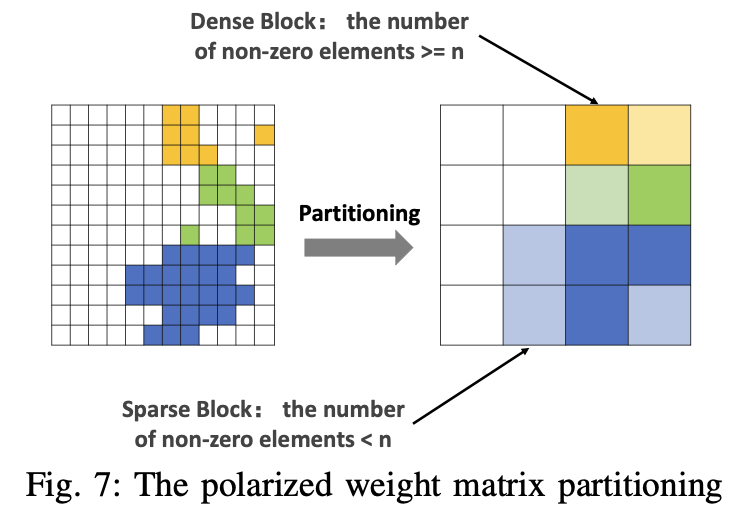 Dense Block： the number
of non-zero elements >= n
Partitioning
Sparse Block： the number
of non-zero elements < n
Fig. 7: The polarized weight matrix partitioning